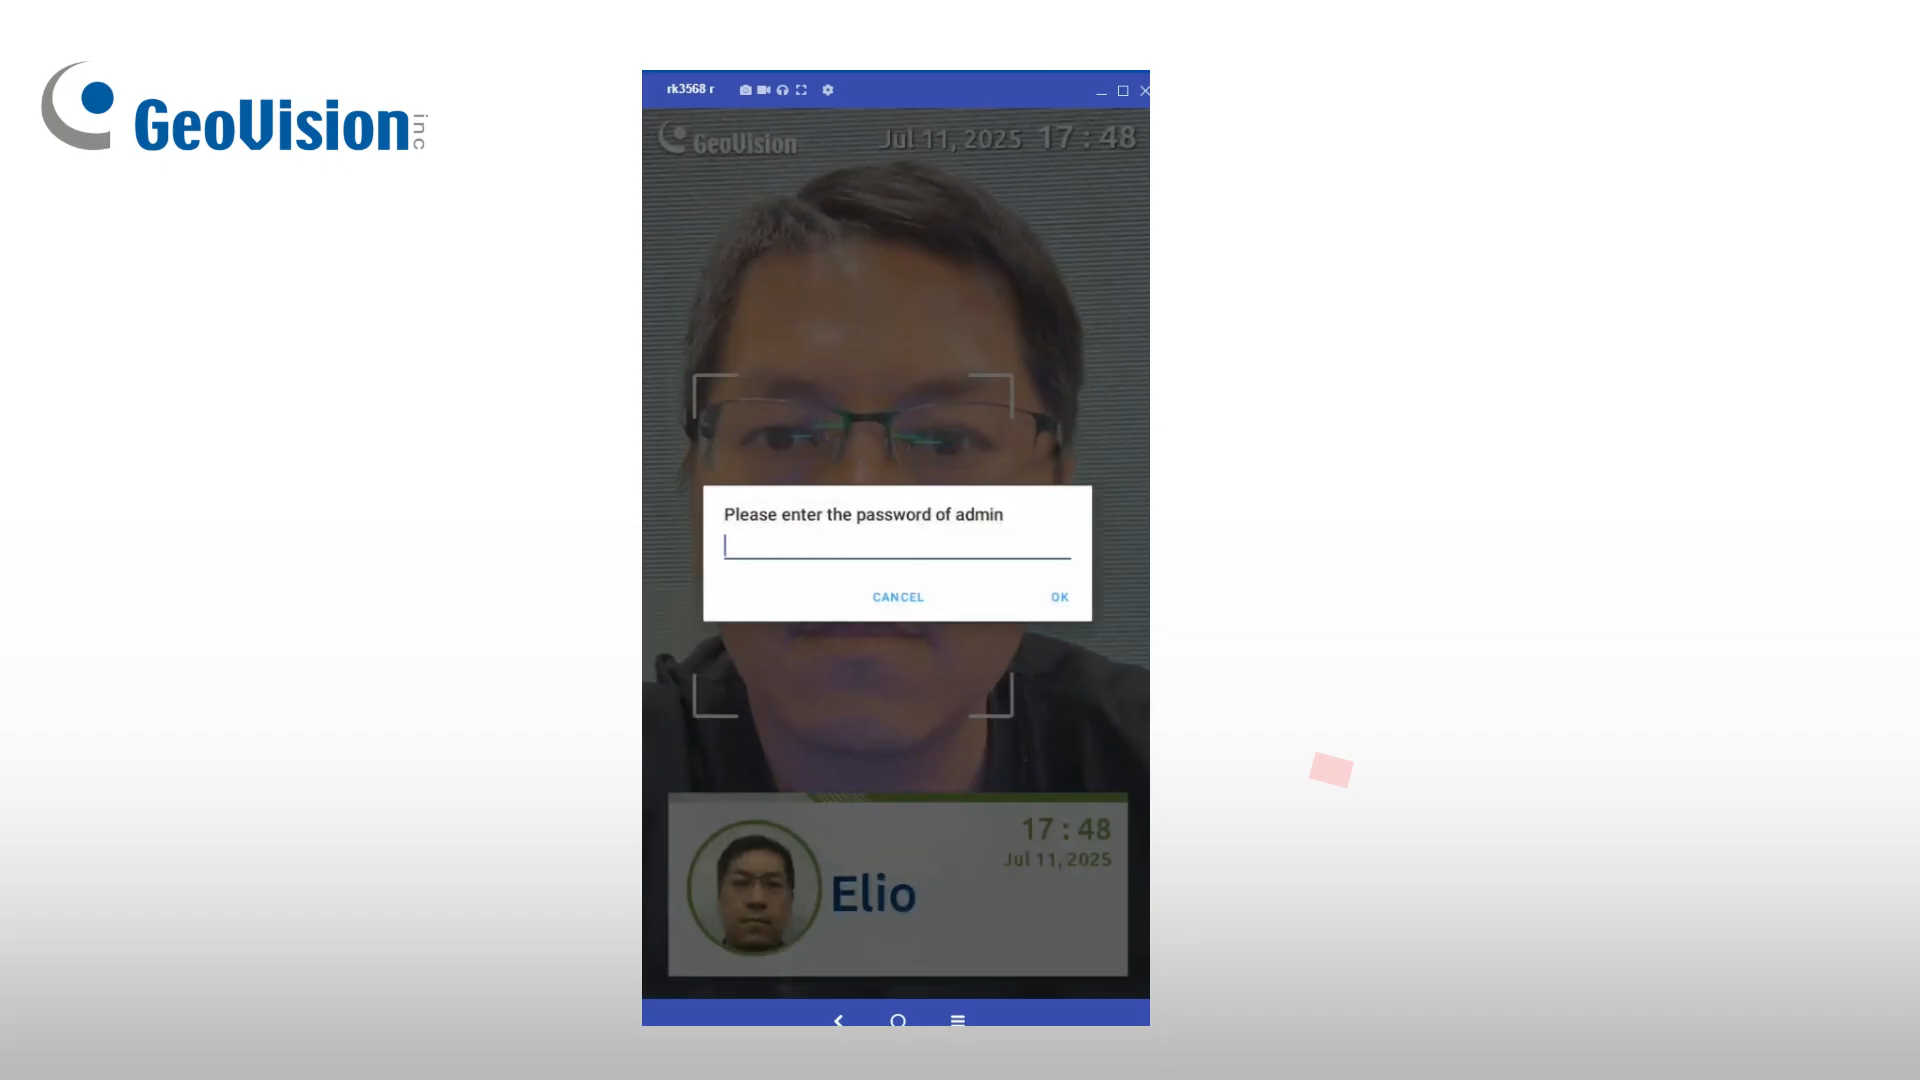 GeoVision inc
rk3568 r
GeoVision
Jul 11, 2025 17 : 48
Please enter the password of admin
CANCEL OK
17 : 48
Jul 11, 2025
Elio